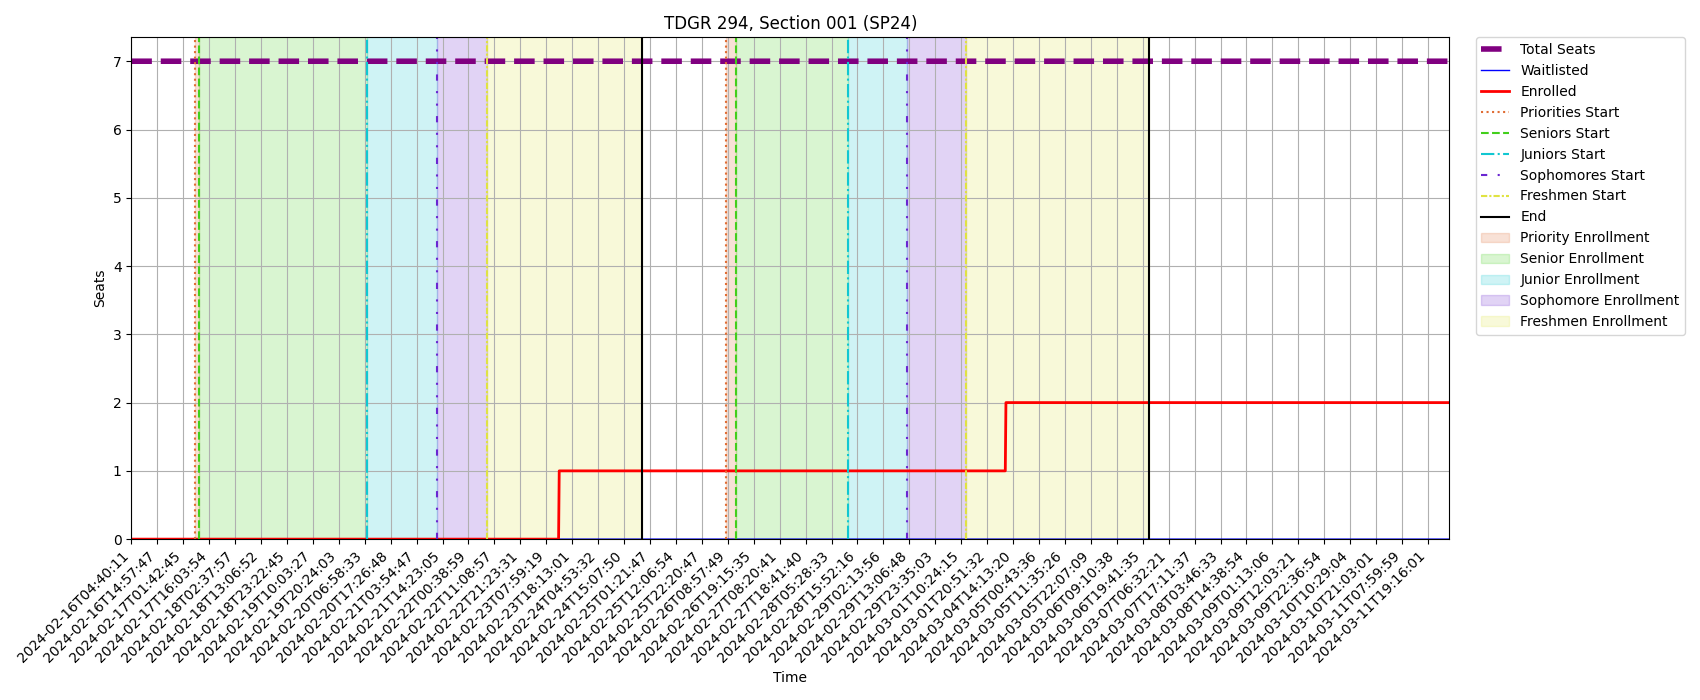 TDGR 294, Section 001 (SP24)
Seats
7
6
5
4
3
2
1
0
2024-02-16T04:40:11
2024-02-16T14:57:47
2024-02-17T01:42:45
2024-02-17T16:03:54
2024-02-18T02:37:57
2024-02-18T13:06:52
2024-02-18T23:22:45
2024-02-19T10:03:27
2024-02-19T20:24:03
2024-02-20T06:58:33
2024-02-20T17:26:48
2024-02-21T03:54:47
2024-02-21T14:23:05
2024-02-22T00:38:59
2024-02-22T11:08:57
2024-02-22T21:23:31
2024-02-23T07:59:19
2024-02-23T18:13:01
2024-02-24T04:53:32
2024-02-24T15:07:50
2024-02-25T01:21:47
2024-02-25T12:06:54
2024-02-25T22:20:47
2024-02-26T08:57:49
2024-02-26T19:15:35
2024-02-27T08:20:41
2024-02-27T18:41:40
2024-02-28T05:28:33
2024-02-28T15:52:16
2024-02-29T02:13:56
2024-02-29T13:06:48
2024-02-29T23:35:03
2024-03-01T10:24:15
2024-03-01T20:51:32
2024-03-04T14:13:20
2024-03-05T00:43:36
2024-03-05T11:35:26
2024-03-05T22:07:09
2024-03-06T09:10:38
2024-03-06T19:41:35
2024-03-07T06:32:21
2024-03-07T17:11:37
2024-03-08T03:46:33
2024-03-08T14:38:54
2024-03-09T01:13:06
2024-03-09T12:03:21
2024-03-09T22:36:54
2024-03-10T10:29:04
2024-03-10T21:03:01
2024-03-11T07:59:59
2024-03-11T19:16:01
Time
Total Seats
Waitlisted
Enrolled
Priorities Start
Seniors Start
Juniors Start
Sophomores Start
Freshmen Start
End
Priority Enrollment
Senior Enrollment
Junior Enrollment
Sophomore Enrollment
Freshmen Enrollment